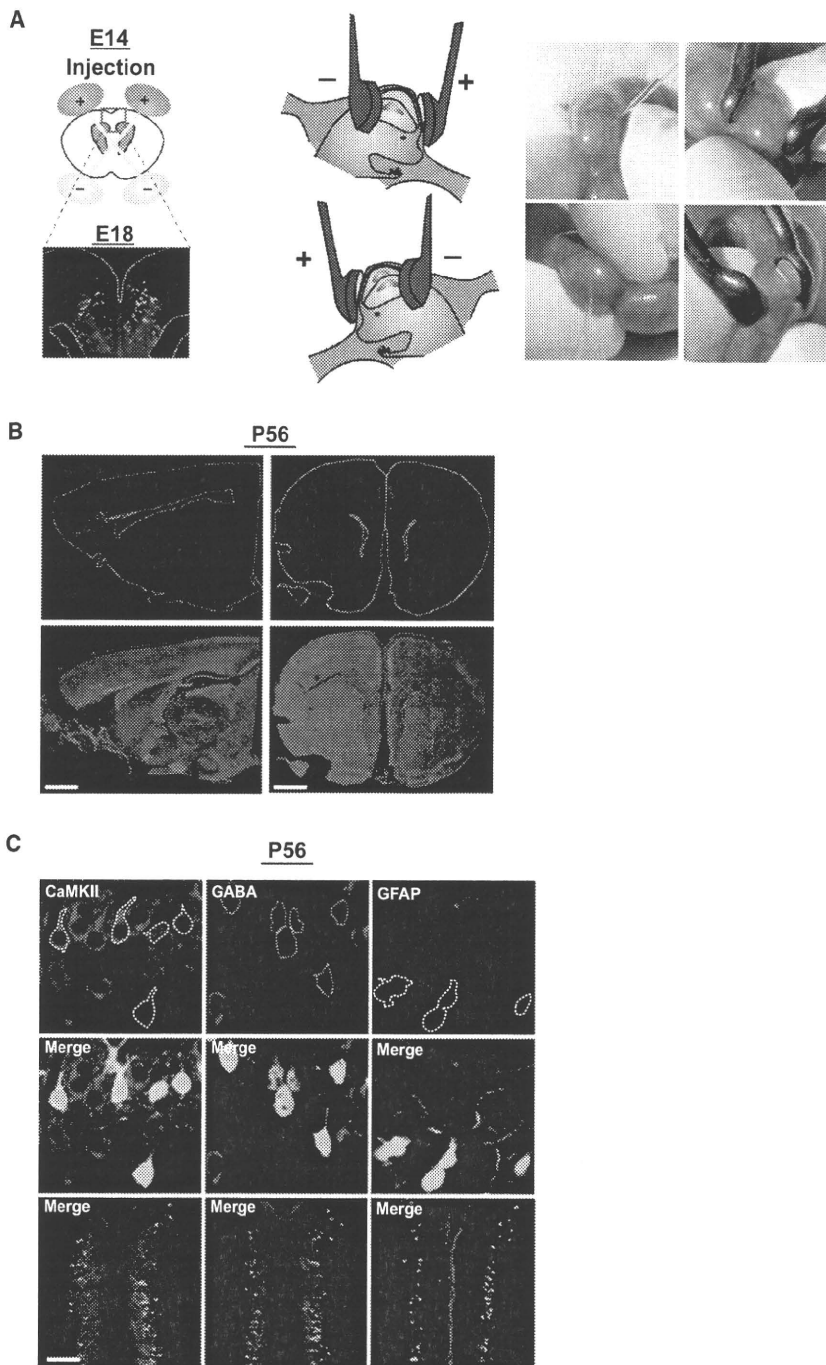 A
E14
Injection
+ +
− −
E18
− +
+ −
B
P56
C
P56
CaMKII GABA GFAP
Merge Merge Merge
Merge Merge Merge